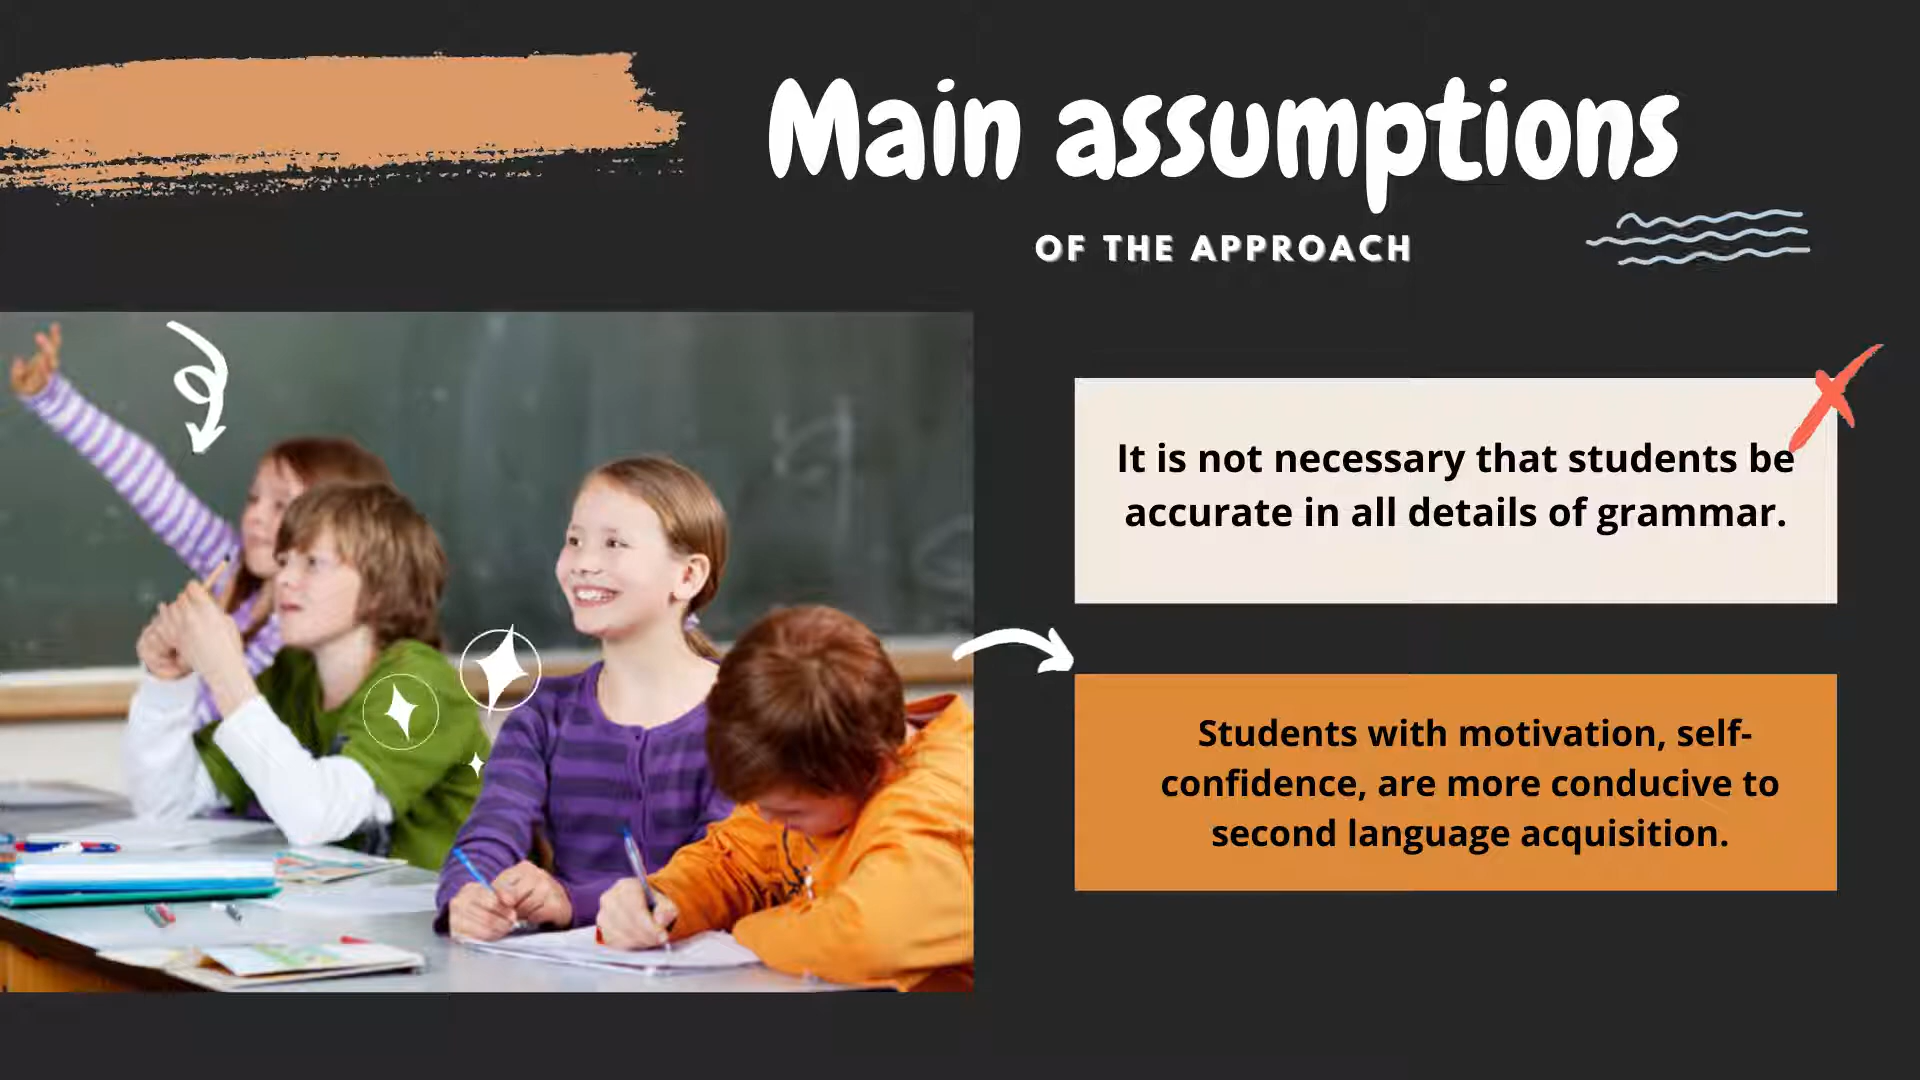 Main assumptions
OF THE APPROACH
It is not necessary that students be
accurate in all details of grammar.
Students with motivation, self-
confidence, are more conducive to
second language acquisition.